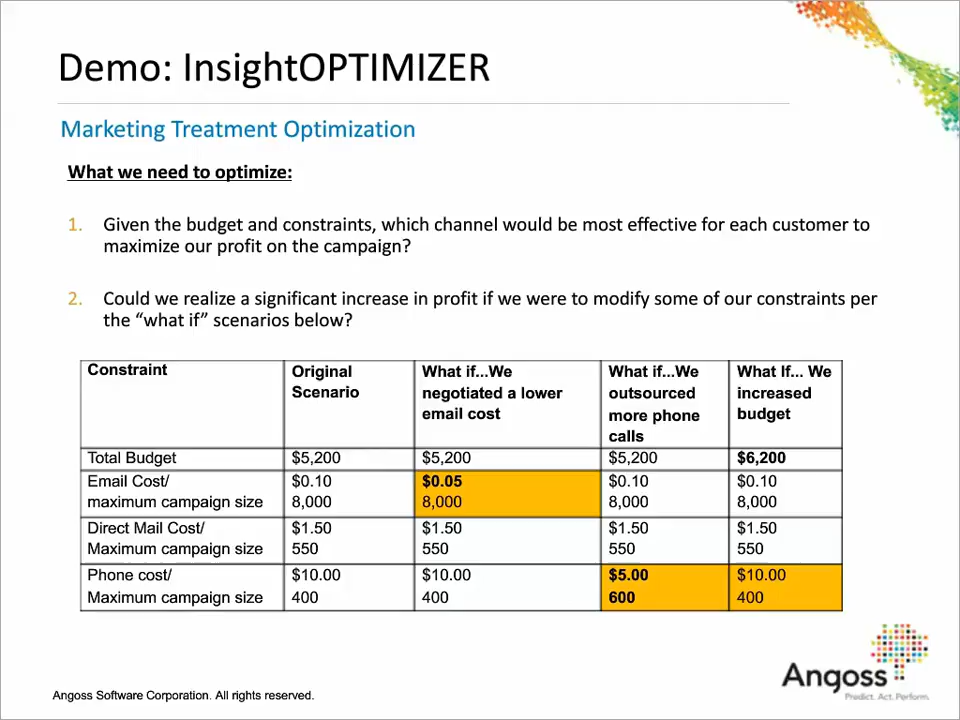 Demo: InsightOPTIMIZER
Marketing Treatment Optimization
What we need to optimize:
1. Given the budget and constraints, which channel would be most effective for each customer to
maximize our profit on the campaign?
2. Could we realize a significant increase in profit if we were to modify some of our constraints per
the “what if” scenarios below?
Constraint
Original
Scenario
What if...We
negotiated a lower
email cost
What if...We
outsourced
more phone
calls
What If... We
increased
budget
Total Budget $5,200 $5,200 $5,200 $6,200
Email Cost/ $0.10 $0.05 $0.10 $0.10
maximum campaign size 8,000 8,000 8,000 8,000
Direct Mail Cost/ $1.50 $1.50 $1.50 $1.50
Maximum campaign size 550 550 550 550
Phone cost/ $10.00 $10.00 $5.00 $10.00
Maximum campaign size 400 400 600 400
Angoss
Predict. Act. Perform.
Angoss Software Corporation. All rights reserved.